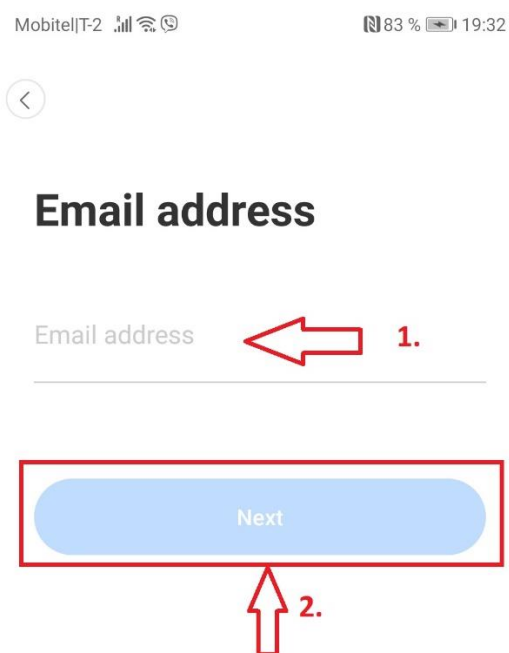 Mobitel|T-2 83 % 19:32
Email address
Email address 1.
Next
2.